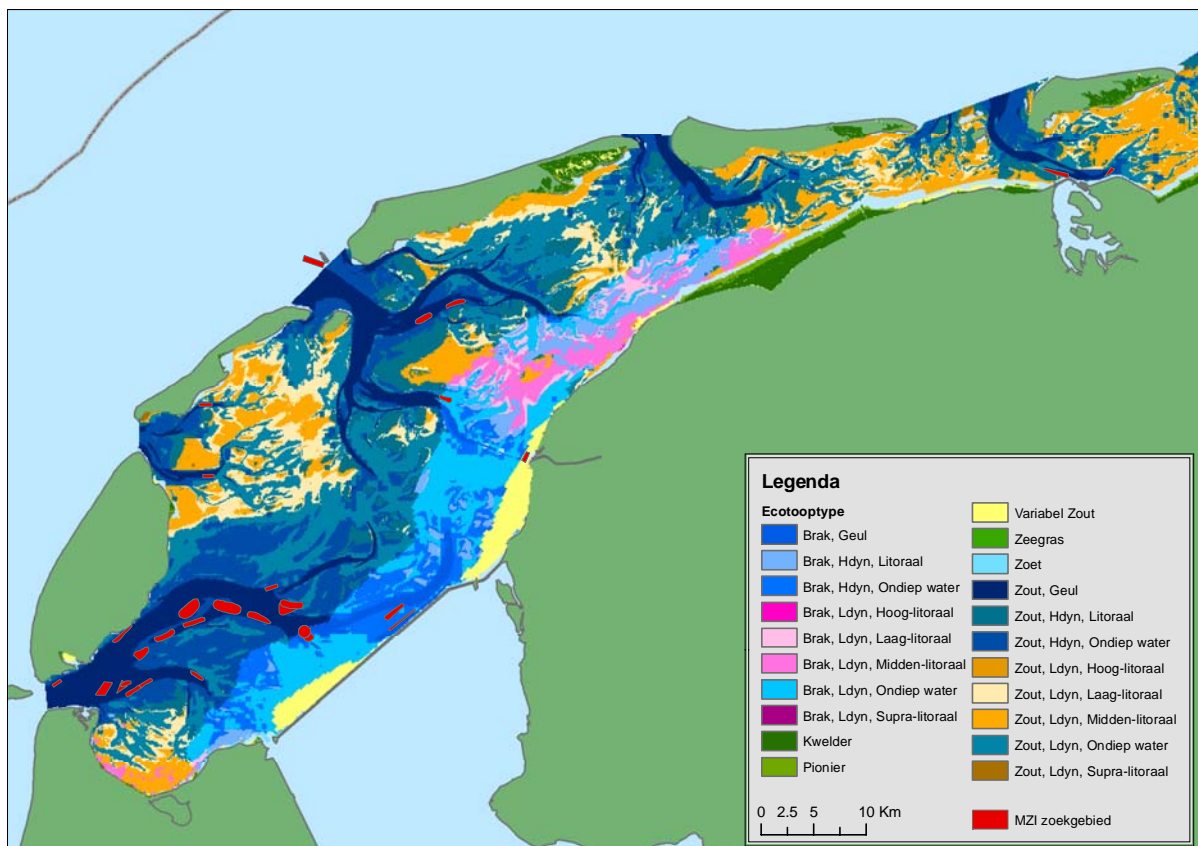 Legenda
Ecotooptype
Brak, Geul
Brak, Hdyn, Litoraal
Brak, Hdyn, Ondiep water
Brak, Ldyn, Hoog-litoraal
Brak, Ldyn, Laag-litoraal
Brak, Ldyn, Midden-litoraal
Brak, Ldyn, Ondiep water
Brak, Ldyn, Supra-litoraal
Kwelder
Pionier
Variabel Zout
Zeegras
Zoet
Zout, Geul
Zout, Hdyn, Litoraal
Zout, Hdyn, Ondiep water
Zout, Ldyn, Hoog-litoraal
Zout, Ldyn, Laag-litoraal
Zout, Ldyn, Midden-litoraal
Zout, Ldyn, Ondiep water
Zout, Ldyn, Supra-litoraal
MZI zoekgebied
0 2.5 5 10 Km